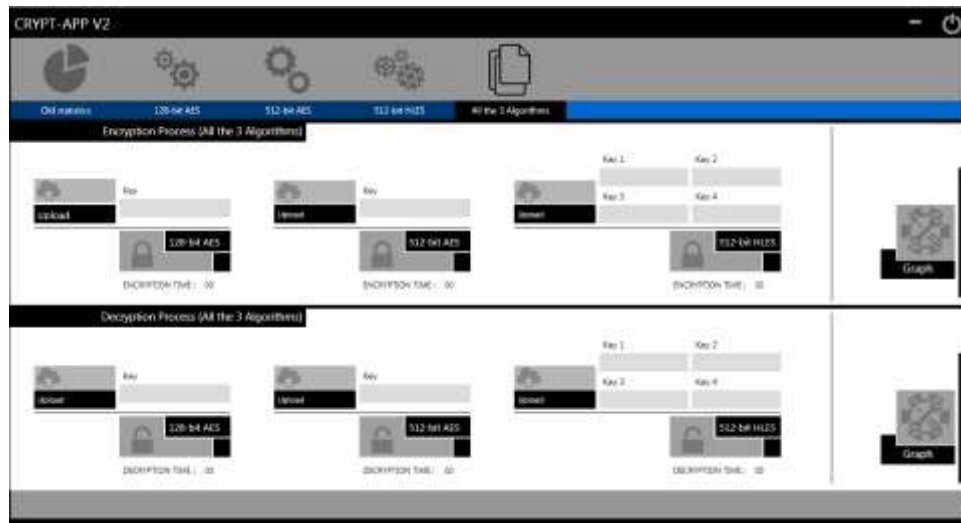 CRYPT-APP V2
Old statistics 128-bit AES 512-bit AES 512-bit HLES All the 3 Algorithms
Encryption Process (All the 3 Algorithms)
Key 1 Key 2
Key Key Key 3 Key 4
Upload Upload Upload
128-bit AES 512-bit AES 512-bit HLES
Graph
ENCRYPTION TIME : 00 ENCRYPTION TIME : 00 ENCRYPTION TIME : 00
Decryption Process (All the 3 Algorithms)
Key 1 Key 2
Key Key Key 3 Key 4
Upload Upload Upload
128-bit AES 512-bit AES 512-bit HLES
Graph
DECRYPTION TIME : 00 DECRYPTION TIME : 00 DECRYPTION TIME : 00